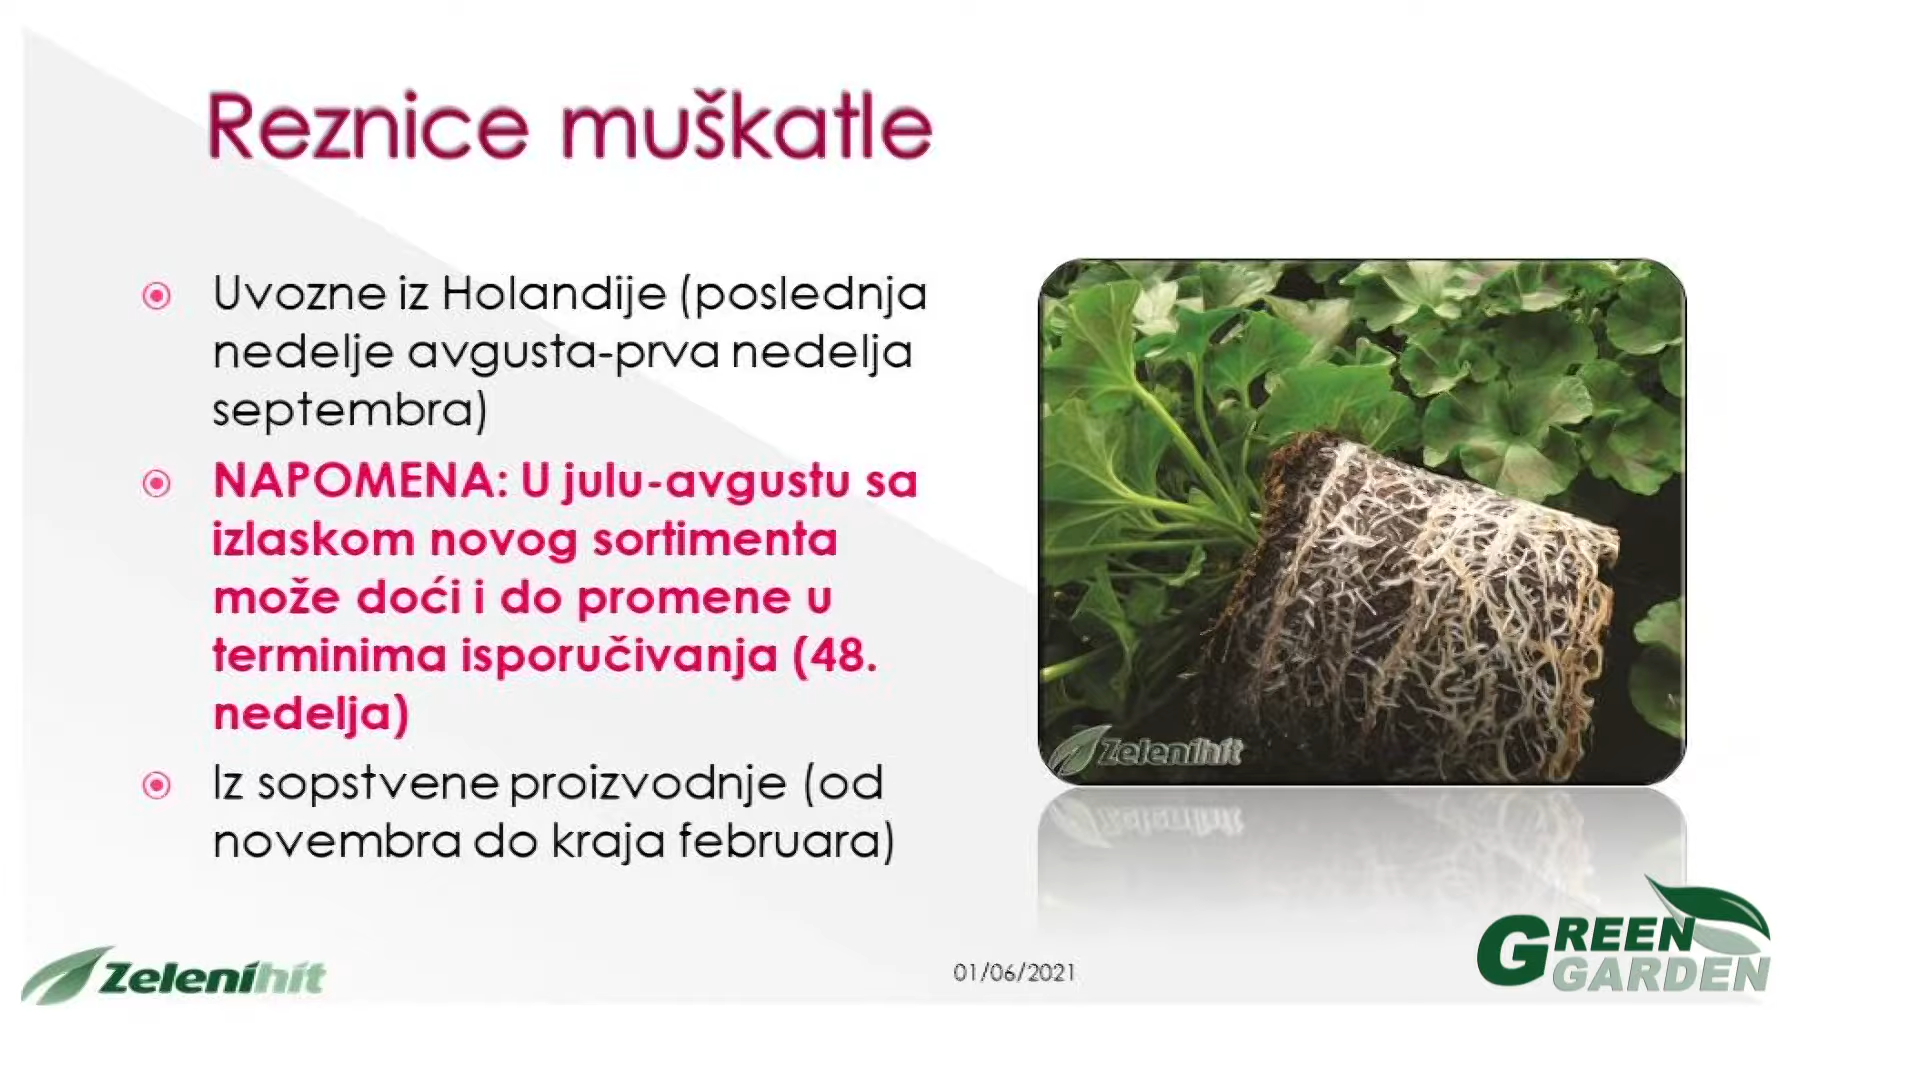 Reznice muškatle
Uvozne iz Holandije (poslednja
nedelje avgusta-prva nedelja
septembra)
NAPOMENA: U julu-avgustu sa
izlaskom novog sortimenta
može doći i do promene u
terminima isporučivanja (48.
nedelja)
Iz sopstvene proizvodnje (od
novembra do kraja februara)
Zelenihit
Zelenihit
01/06/2021
GREEN
GARDEN